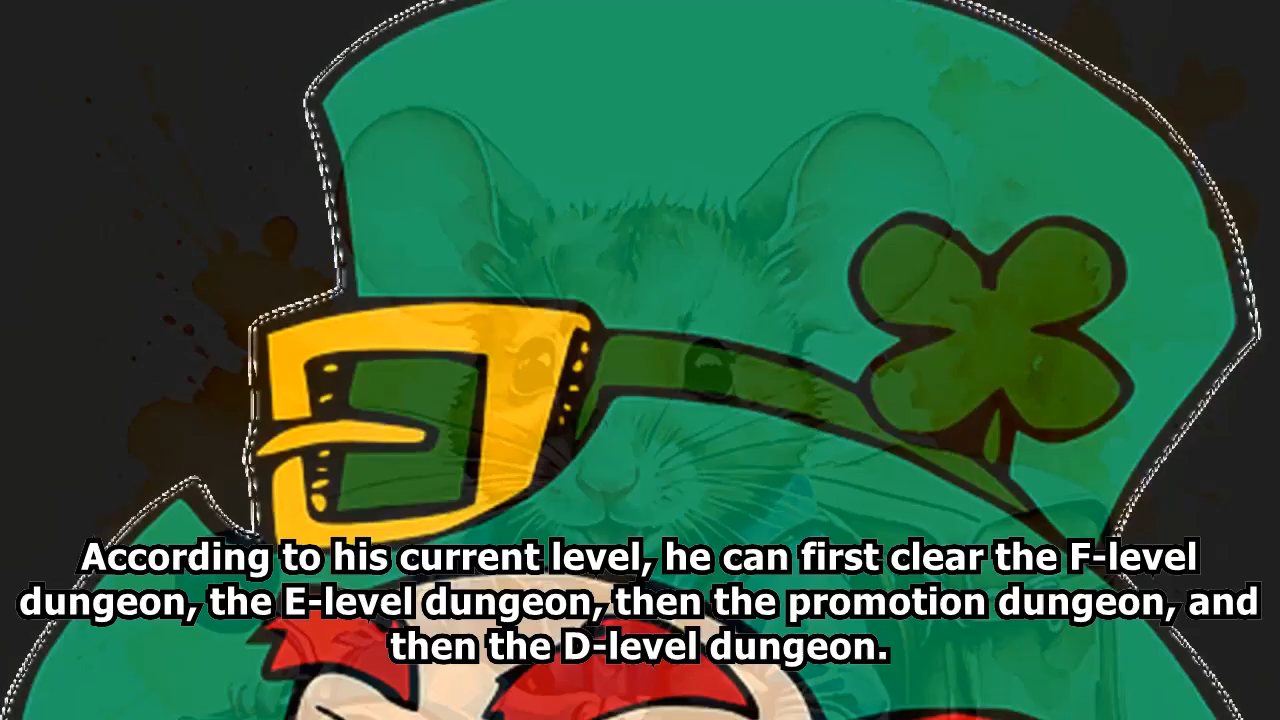 According to his current level, he can first clear the F-level
dungeon, the E-level dungeon, then the promotion dungeon, and
then the D-level dungeon.